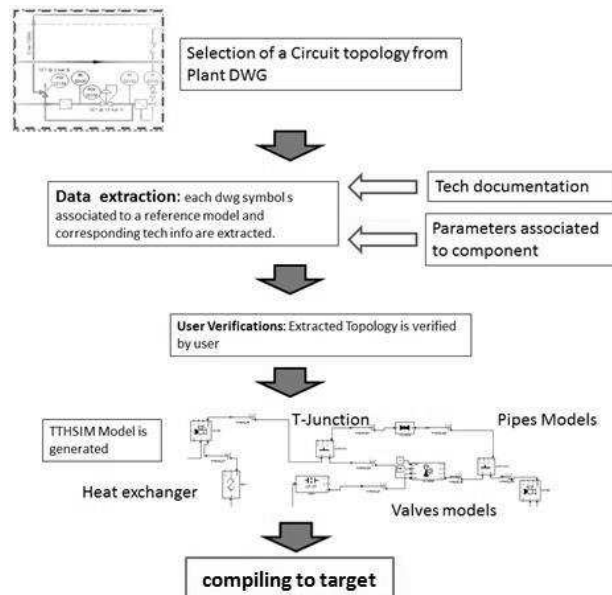 Selection of a Circuit topology from
Plant DWG
Data extraction: each dwg symbol s
associated to a reference model and
corresponding tech info are extracted.
Tech documentation
Parameters associated
to component
User Verifications: Extracted Topology is verified
by user
TTHSIM Model is
generated
T-Junction
Pipes Models
Heat exchanger
Valves models
compiling to target